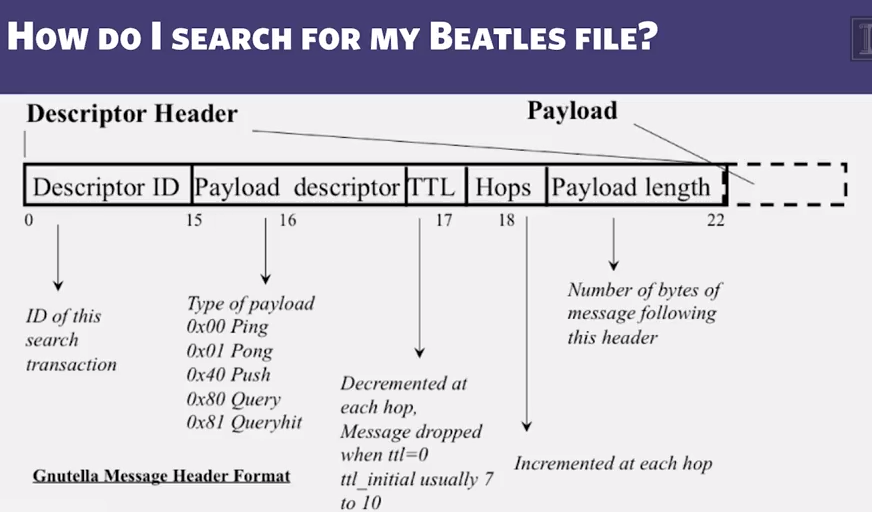 HOW DO I SEARCH FOR MY BEATLES FILE?
Descriptor Header
Payload
Descriptor ID
Payload descriptor
TTL
Hops
Payload length
0
15
16
17
18
22
ID of this
search
transaction
Type of payload
0x00 Ping
0x01 Pong
0x40 Push
0x80 Query
0x81 Queryhit
Decremented at
each hop,
Message dropped
when ttl=0
ttl_initial usually 7
to 10
Incremented at each hop
Number of bytes of
message following
this header
Gnutella Message Header Format